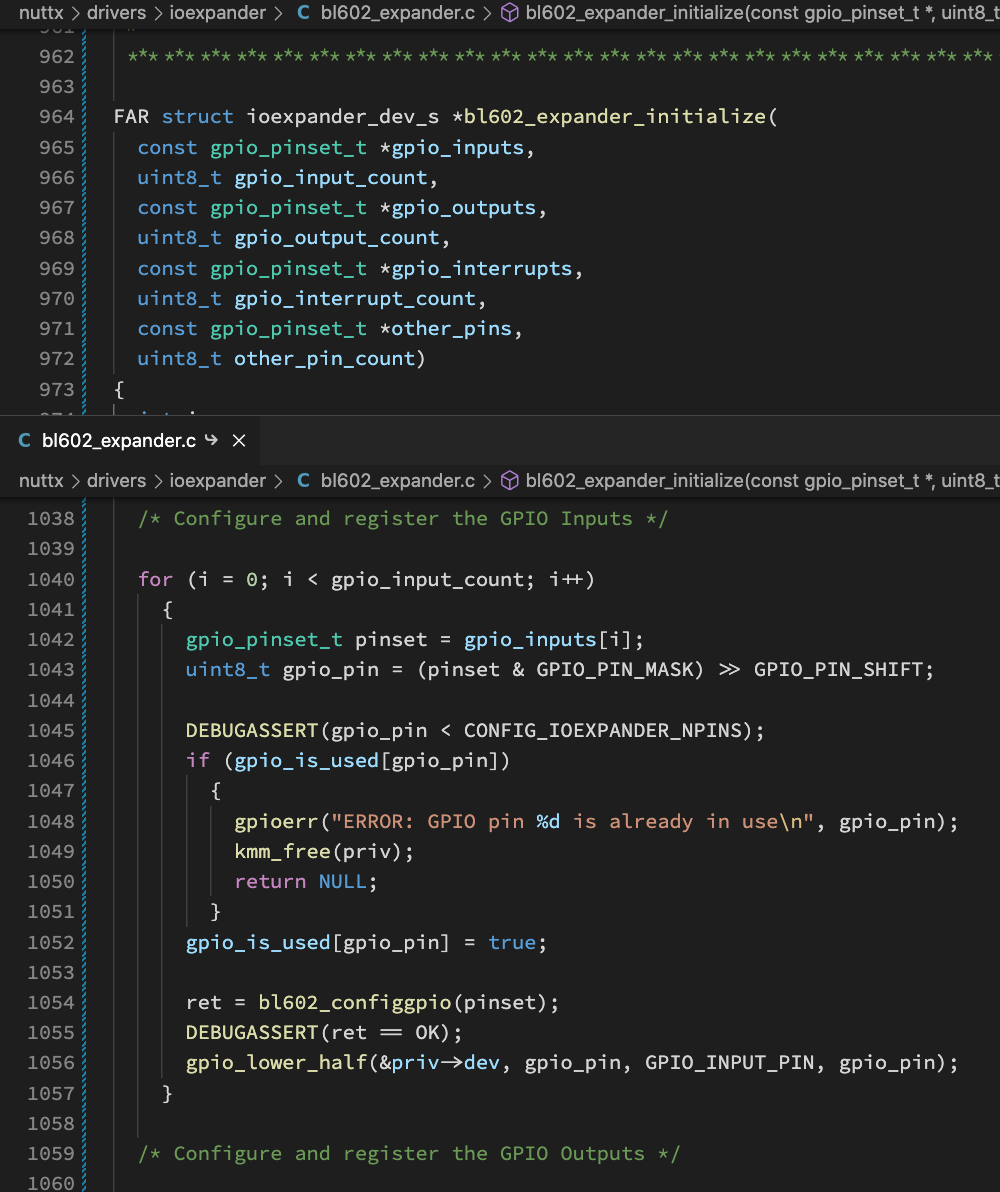 nuttx > drivers > ioexpander > C bl602_expander.c > bl602_expander_initialize(const gpio_pinset_t *, uint8_t
962 *** *** *** *** *** *** *** *** *** *** *** *** *** *** *** *** *** *** *** *** *** *** *** ***
963
964 FAR struct ioexpander_dev_s *bl602_expander_initialize(
965 const gpio_pinset_t *gpio_inputs,
966 uint8_t gpio_input_count,
967 const gpio_pinset_t *gpio_outputs,
968 uint8_t gpio_output_count,
969 const gpio_pinset_t *gpio_interrupts,
970 uint8_t gpio_interrupt_count,
971 const gpio_pinset_t *other_pins,
972 uint8_t other_pin_count)
973 {
C bl602_expander.c
nuttx > drivers > ioexpander > C bl602_expander.c > bl602_expander_initialize(const gpio_pinset_t *, uint8_t
1038 /* Configure and register the GPIO Inputs */
1039
1040 for (i = 0; i < gpio_input_count; i++)
1041 {
1042 gpio_pinset_t pinset = gpio_inputs[i];
1043 uint8_t gpio_pin = (pinset & GPIO_PIN_MASK) >> GPIO_PIN_SHIFT;
1044
1045 DEBUGASSERT(gpio_pin < CONFIG_IOEXPANDER_NPINS);
1046 if (gpio_is_used[gpio_pin])
1047 {
1048 gpioerr("ERROR: GPIO pin %d is already in use\n", gpio_pin);
1049 kmm_free(priv);
1050 return NULL;
1051 }
1052 gpio_is_used[gpio_pin] = true;
1053
1054 ret = bl602_configgpio(pinset);
1055 DEBUGASSERT(ret == OK);
1056 gpio_lower_half(&priv->dev, gpio_pin, GPIO_INPUT_PIN, gpio_pin);
1057 }
1058
1059 /* Configure and register the GPIO Outputs */
1060